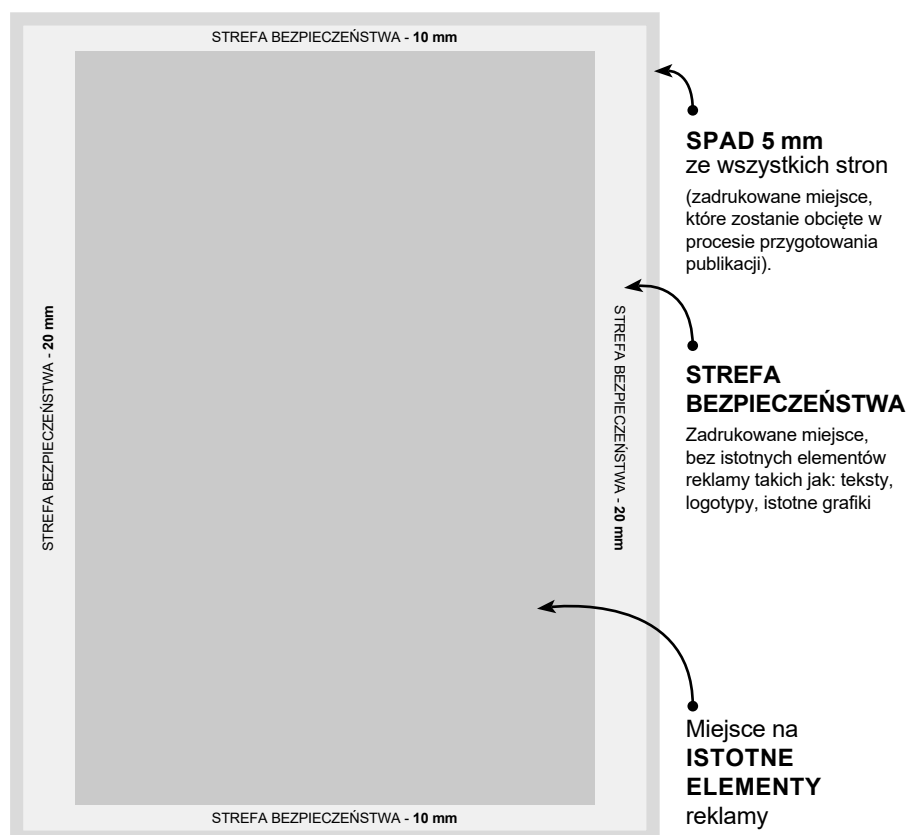 STREFA BEZPIECZEŃSTWA - 10 mm
SPAD 5 mm
ze wszystkich stron
(zadrukowane miejsce,
które zostanie obcięte w
procesie przygotowania
publikacji).
STREFA BEZPIECZEŃSTWA - 20 mm
STREFA BEZPIECZEŃSTWA - 20 mm
STREFA
BEZPIECZEŃSTWA
Zadrukowane miejsce,
bez istotnych elementów
reklamy takich jak: teksty,
logotypy, istotne grafiki
Miejsce na
ISTOTNE
ELEMENTY
reklamy
STREFA BEZPIECZEŃSTWA - 10 mm